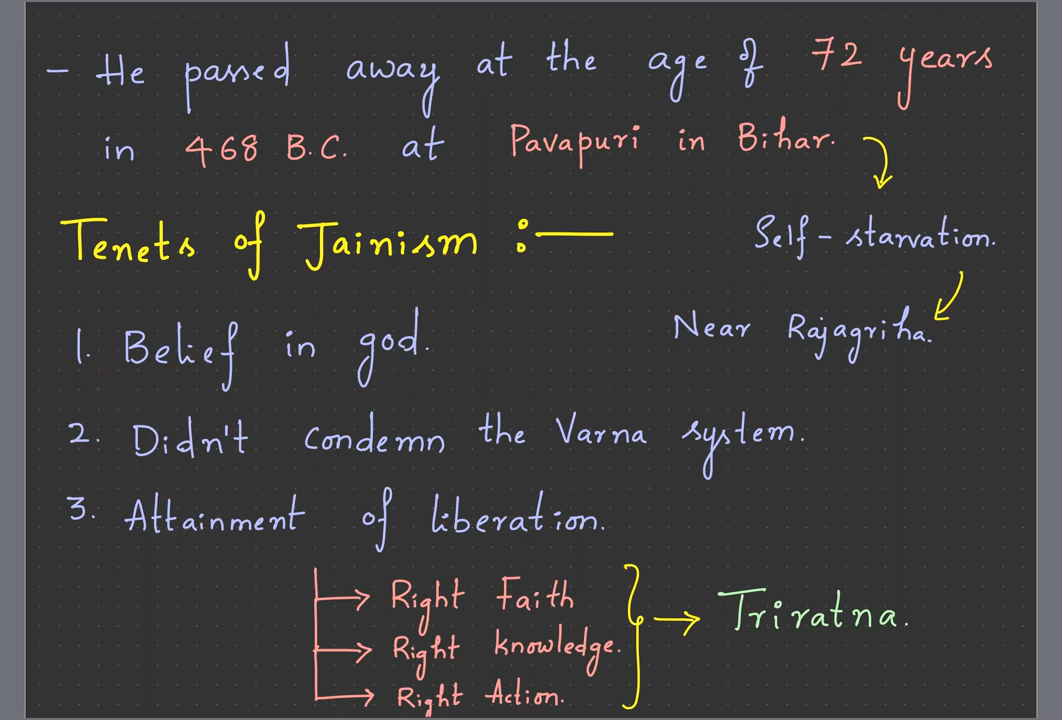 - He passed away at the age of 72 years
in 468 B.C. at Pavapuri in Bihar.
Self-starvation.
Near Rajagriha.
Tenets of Jainism :-
1. Belief in god.
2. Didn't condemn the Varna system.
3. Attainment of liberation.
Right Faith
Right knowledge.
Right Action.
Triratna.